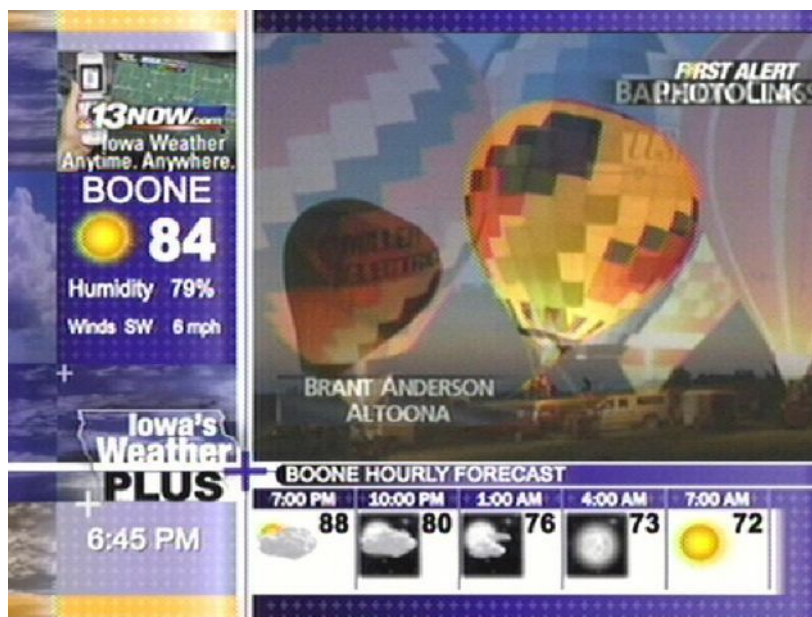 13NOW.com
Iowa Weather
Anytime. Anywhere.
BOONE
84
Humidity 79%
Winds SW 6 mph
Iowa's
Weather
PLUS
6:45 PM
FIRST ALERT
PHOTOLINK
BRANT ANDERSON
ALTOONA
BOONE HOURLY FORECAST
7:00 PM 10:00 PM 1:00 AM 4:00 AM 7:00 AM
88 80 76 73 72